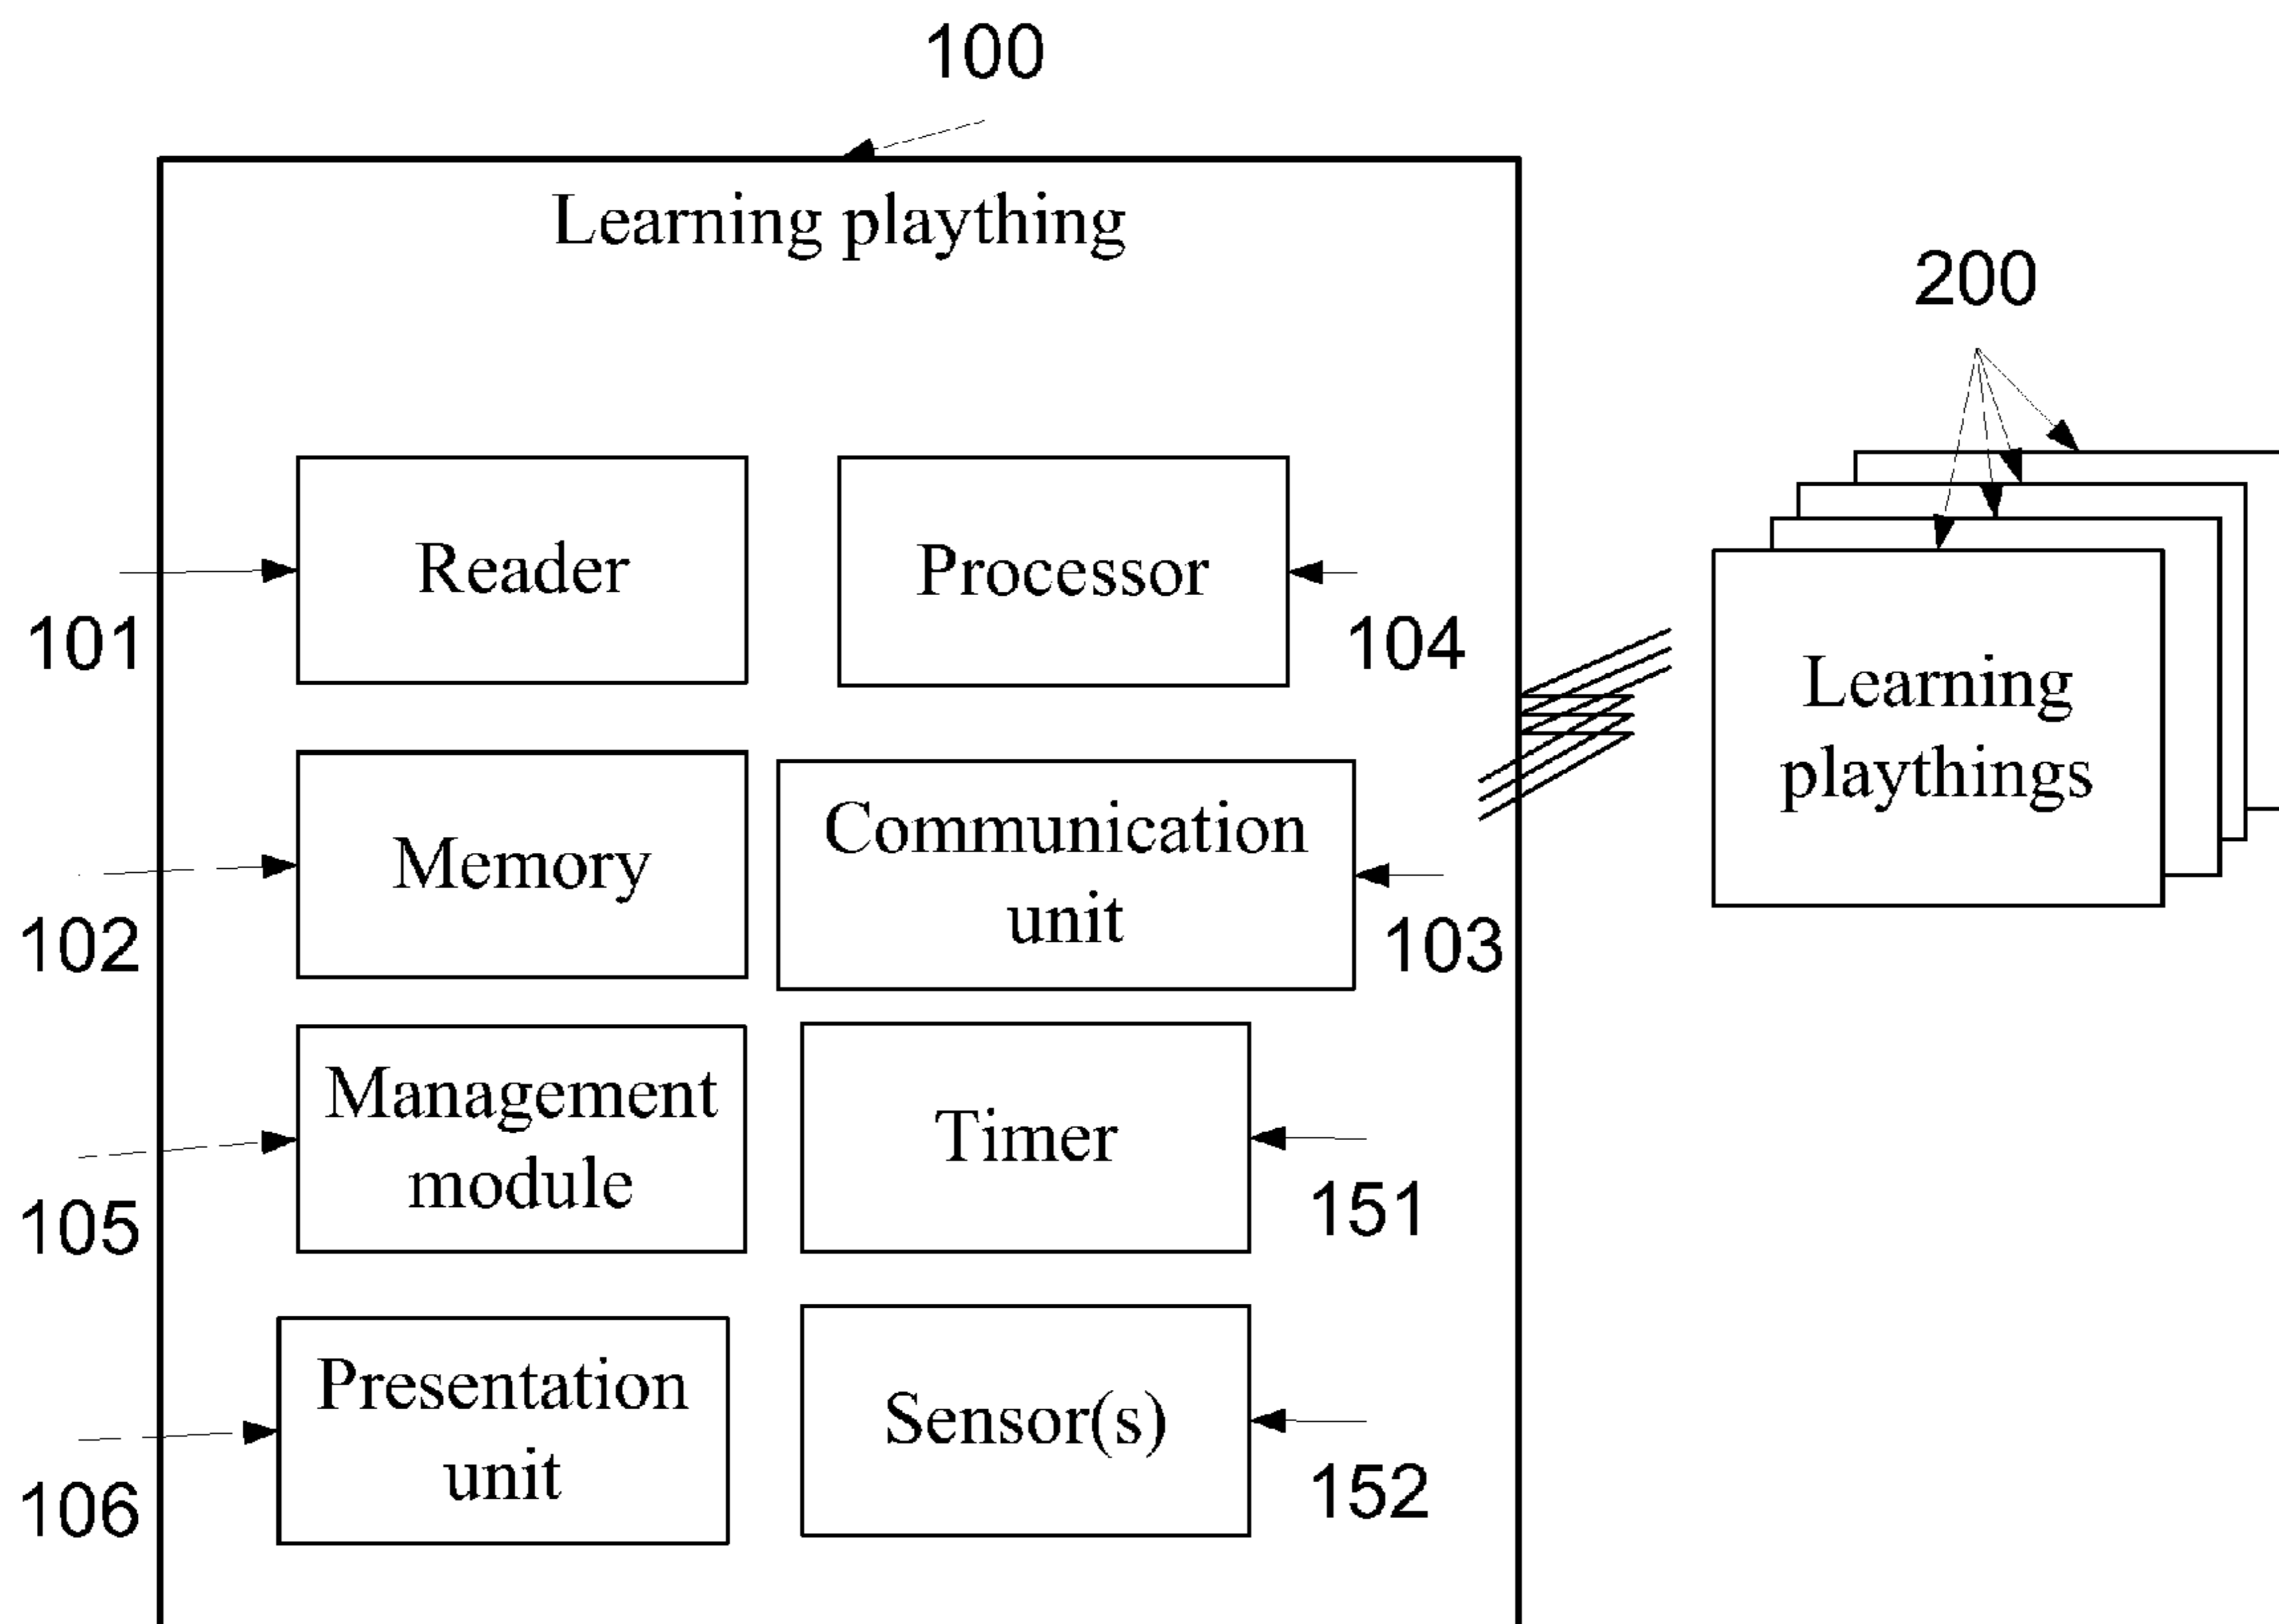 100
Learning plaything
200
Reader
Processor
101
104
Learning
playthings
Memory
Communication
unit
102
103
Management
module
Timer
105
151
Presentation
unit
Sensor(s)
106
152